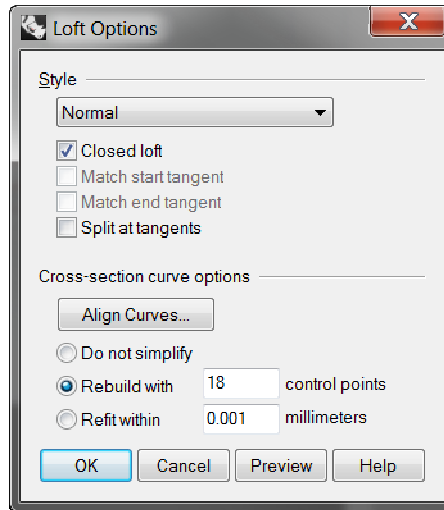 Loft Options
Style
Normal
Closed loft
Match start tangent
Match end tangent
Split at tangents
Cross-section curve options
Align Curves...
Do not simplify
Rebuild with 18 control points
Refit within 0.001 millimeters
OK Cancel Preview Help